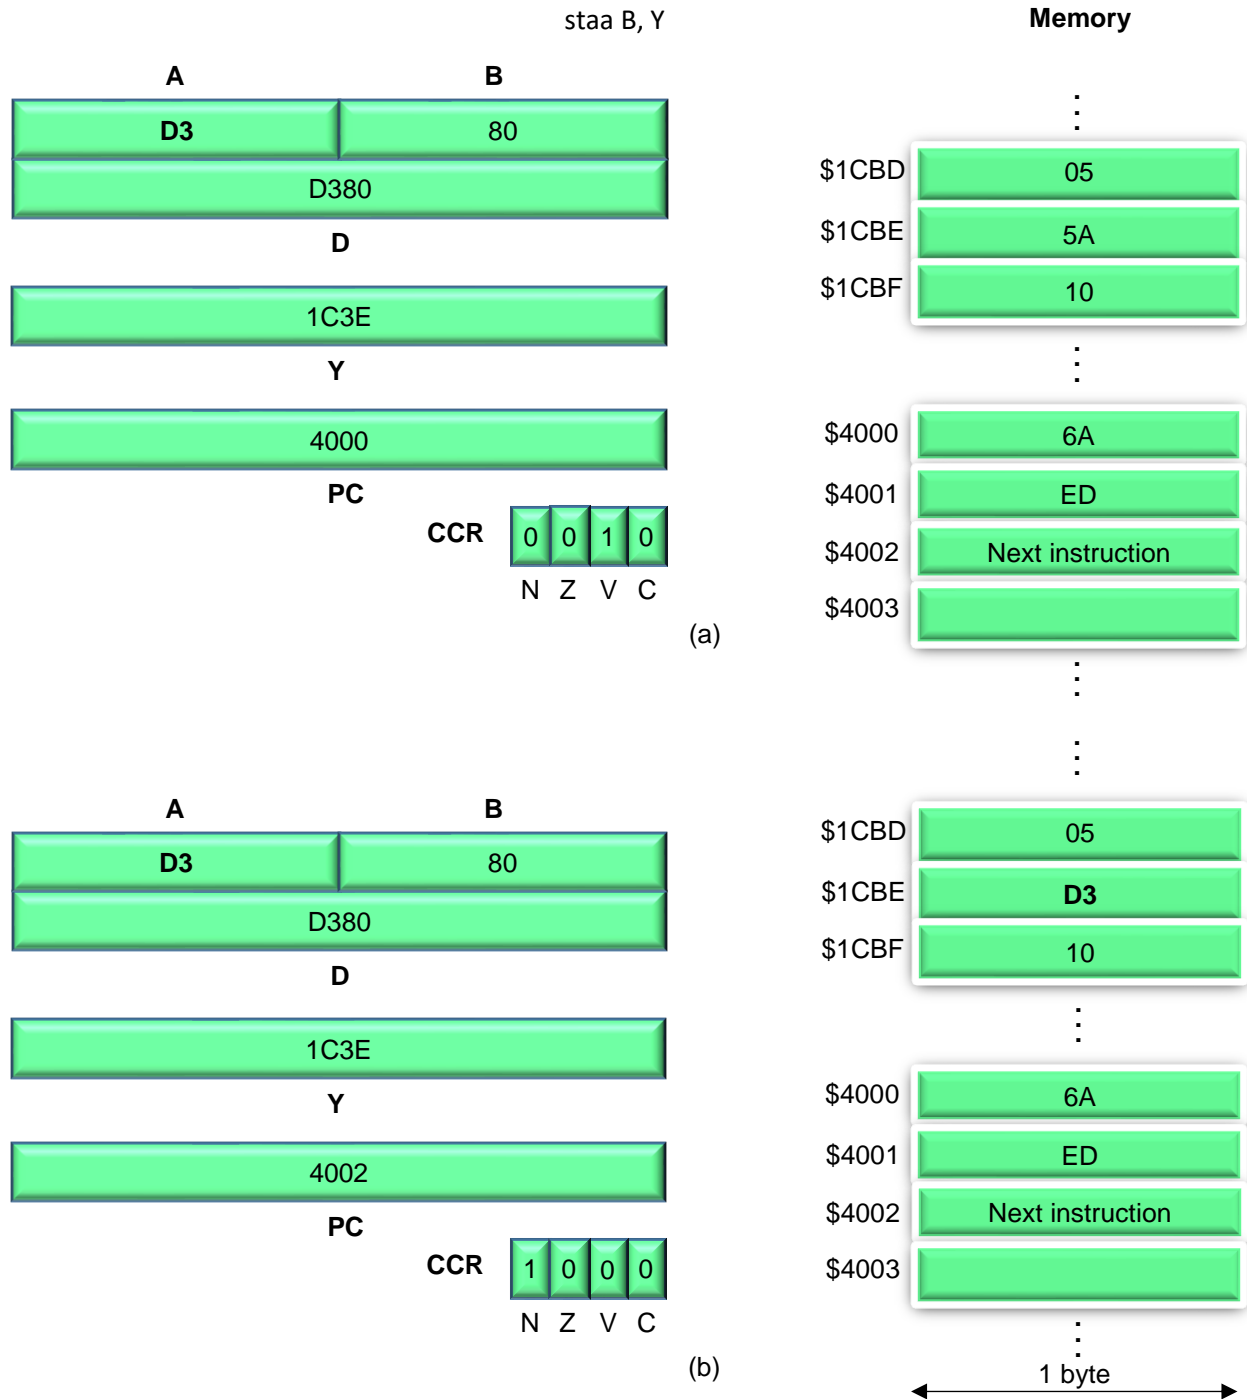 staa B, Y Memory
A B
D3 80
D380
D
1C3E
Y
4000
PC
CCR 0 0 1 0
N Z V C
$1CBD 05
$1CBE 5A
$1CBF 10
$4000 6A
$4001 ED
$4002 Next instruction
$4003
(a)
A B
D3 80
D380
D
1C3E
Y
4002
PC
CCR 1 0 0 0
N Z V C
$1CBD 05
$1CBE D3
$1CBF 10
$4000 6A
$4001 ED
$4002 Next instruction
$4003
(b)
1 byte